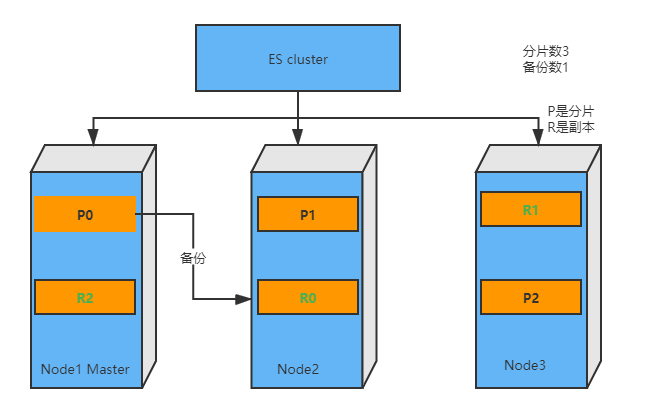 ES cluster
分片数3
备份数1
P是分片
R是副本
P0
P1
R1
备份
R2
R0
P2
Node1 Master
Node2
Node3